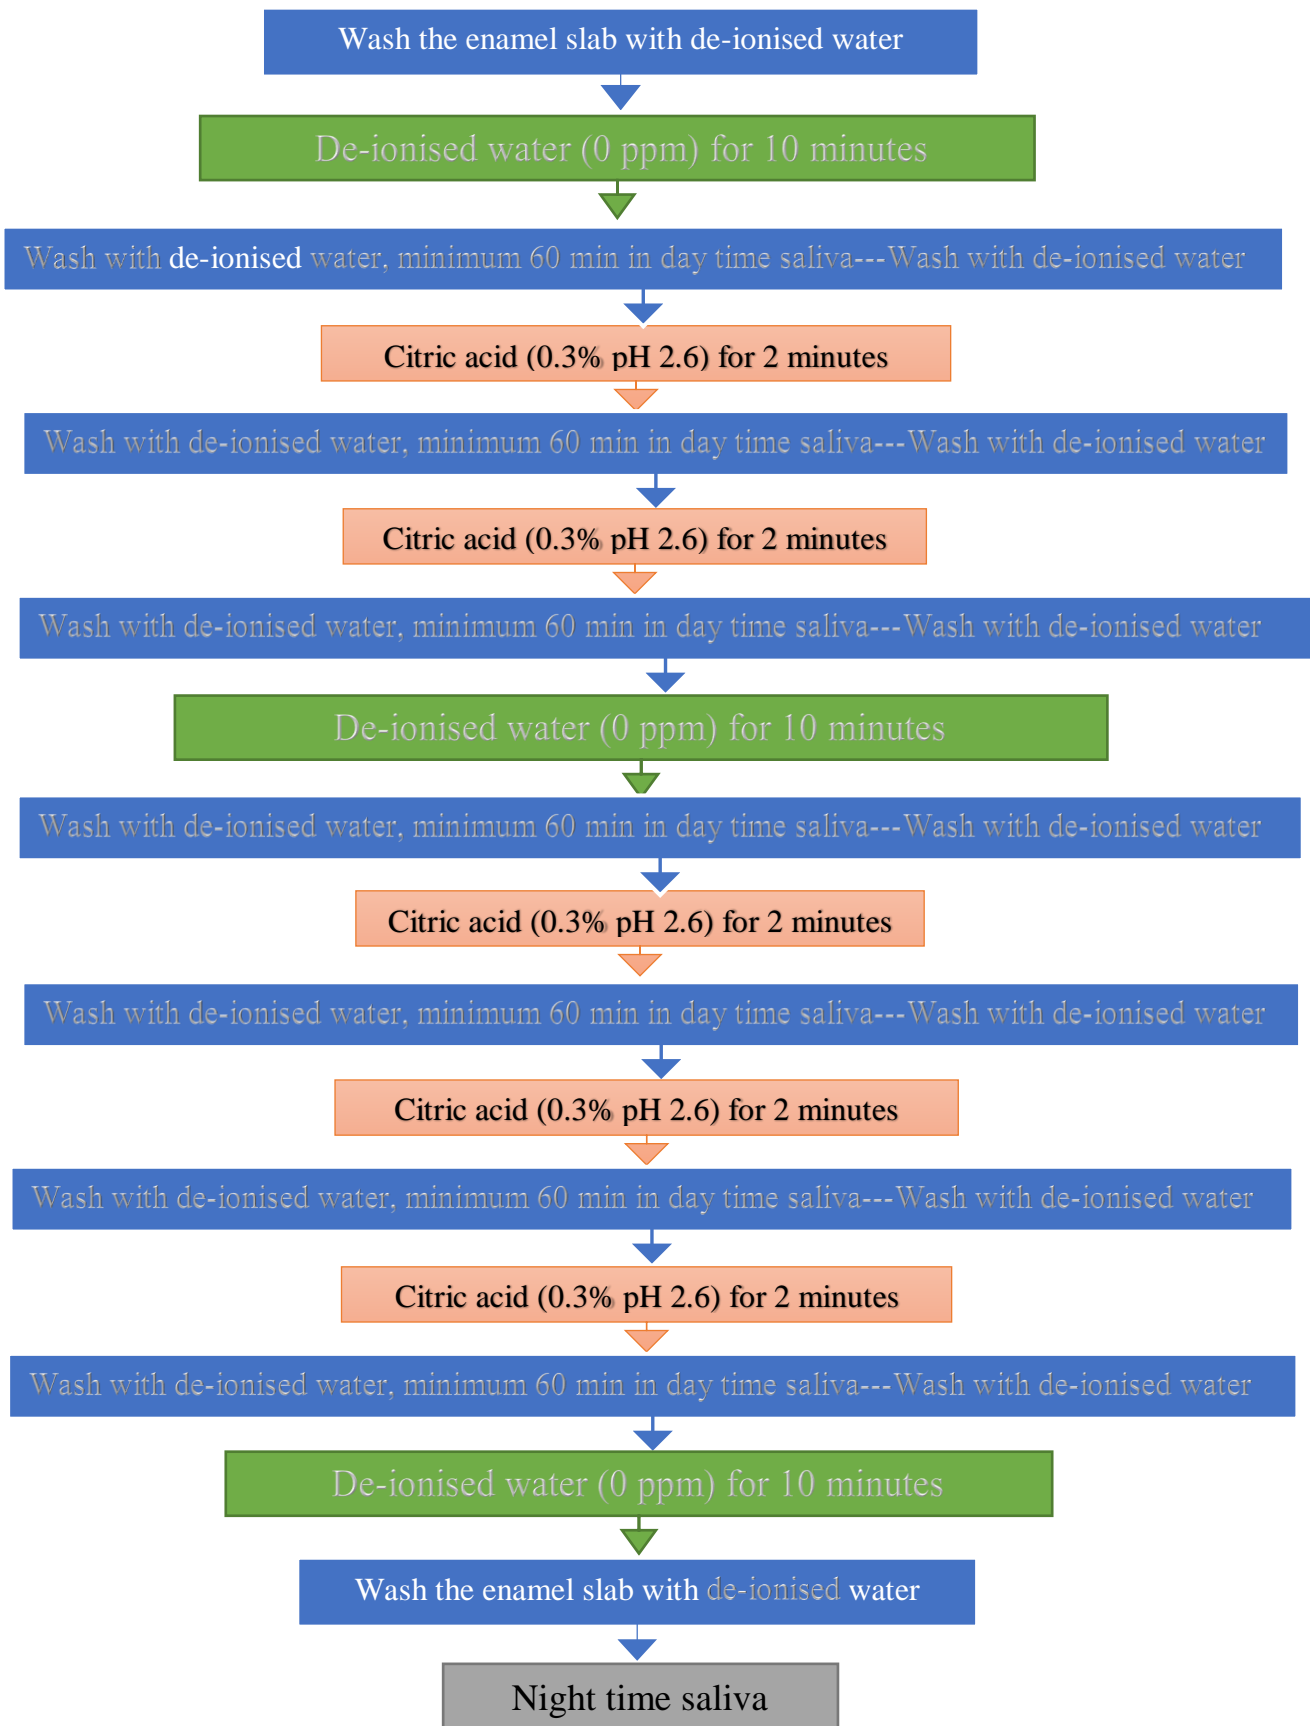 Wash the enamel slab with de-ionised water
De-ionised water (0 ppm) for 10 minutes
Wash with de-ionised water, minimum 60 min in day time saliva---Wash with de-ionised water
Citric acid (0.3% pH 2.6) for 2 minutes
Wash with de-ionised water, minimum 60 min in day time saliva---Wash with de-ionised water
Citric acid (0.3% pH 2.6) for 2 minutes
Wash with de-ionised water, minimum 60 min in day time saliva---Wash with de-ionised water
De-ionised water (0 ppm) for 10 minutes
Wash with de-ionised water, minimum 60 min in day time saliva---Wash with de-ionised water
Citric acid (0.3% pH 2.6) for 2 minutes
Wash with de-ionised water, minimum 60 min in day time saliva---Wash with de-ionised water
Citric acid (0.3% pH 2.6) for 2 minutes
Wash with de-ionised water, minimum 60 min in day time saliva---Wash with de-ionised water
Citric acid (0.3% pH 2.6) for 2 minutes
Wash with de-ionised water, minimum 60 min in day time saliva---Wash with de-ionised water
De-ionised water (0 ppm) for 10 minutes
Wash the enamel slab with de-ionised water
Night time saliva